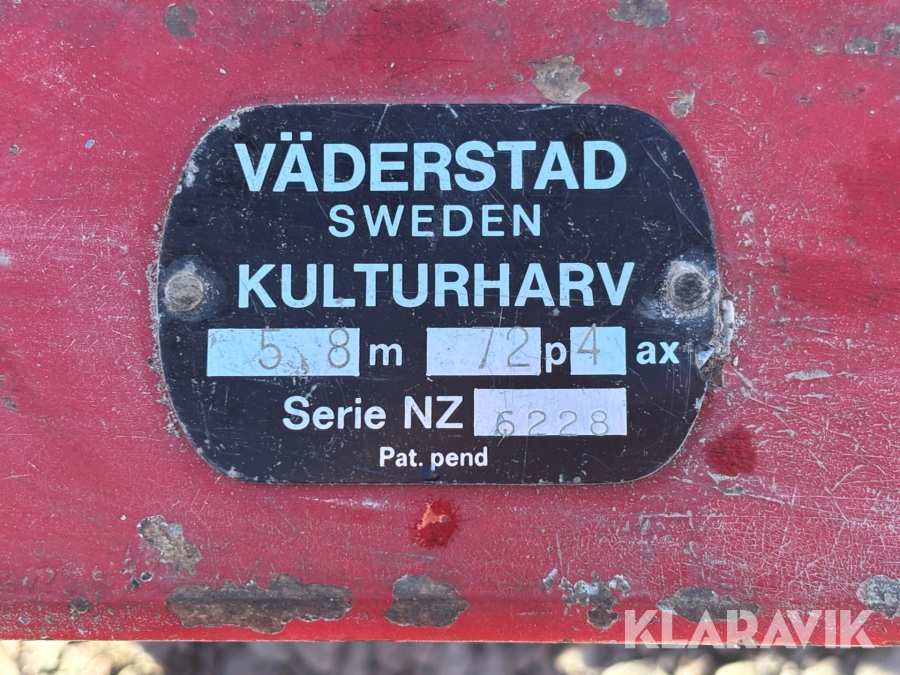 VÄDERSTAD
SWEDEN
KULTURHARV
5.8 m 72 p 4 ax
Serie NZ 6228
Pat. pend
KLARAVIK